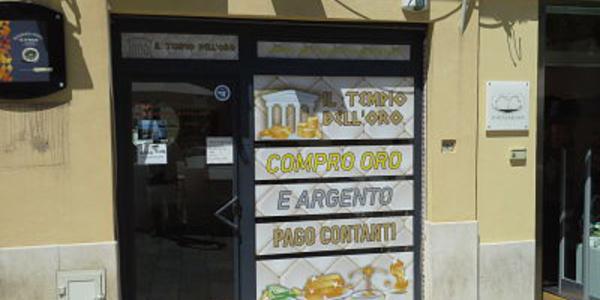 IL TEMPIO DELL'ORO
IL TEMPIO
DELL'ORO
COMPRO ORO
E ARGENTO
PAGO CONTANTI